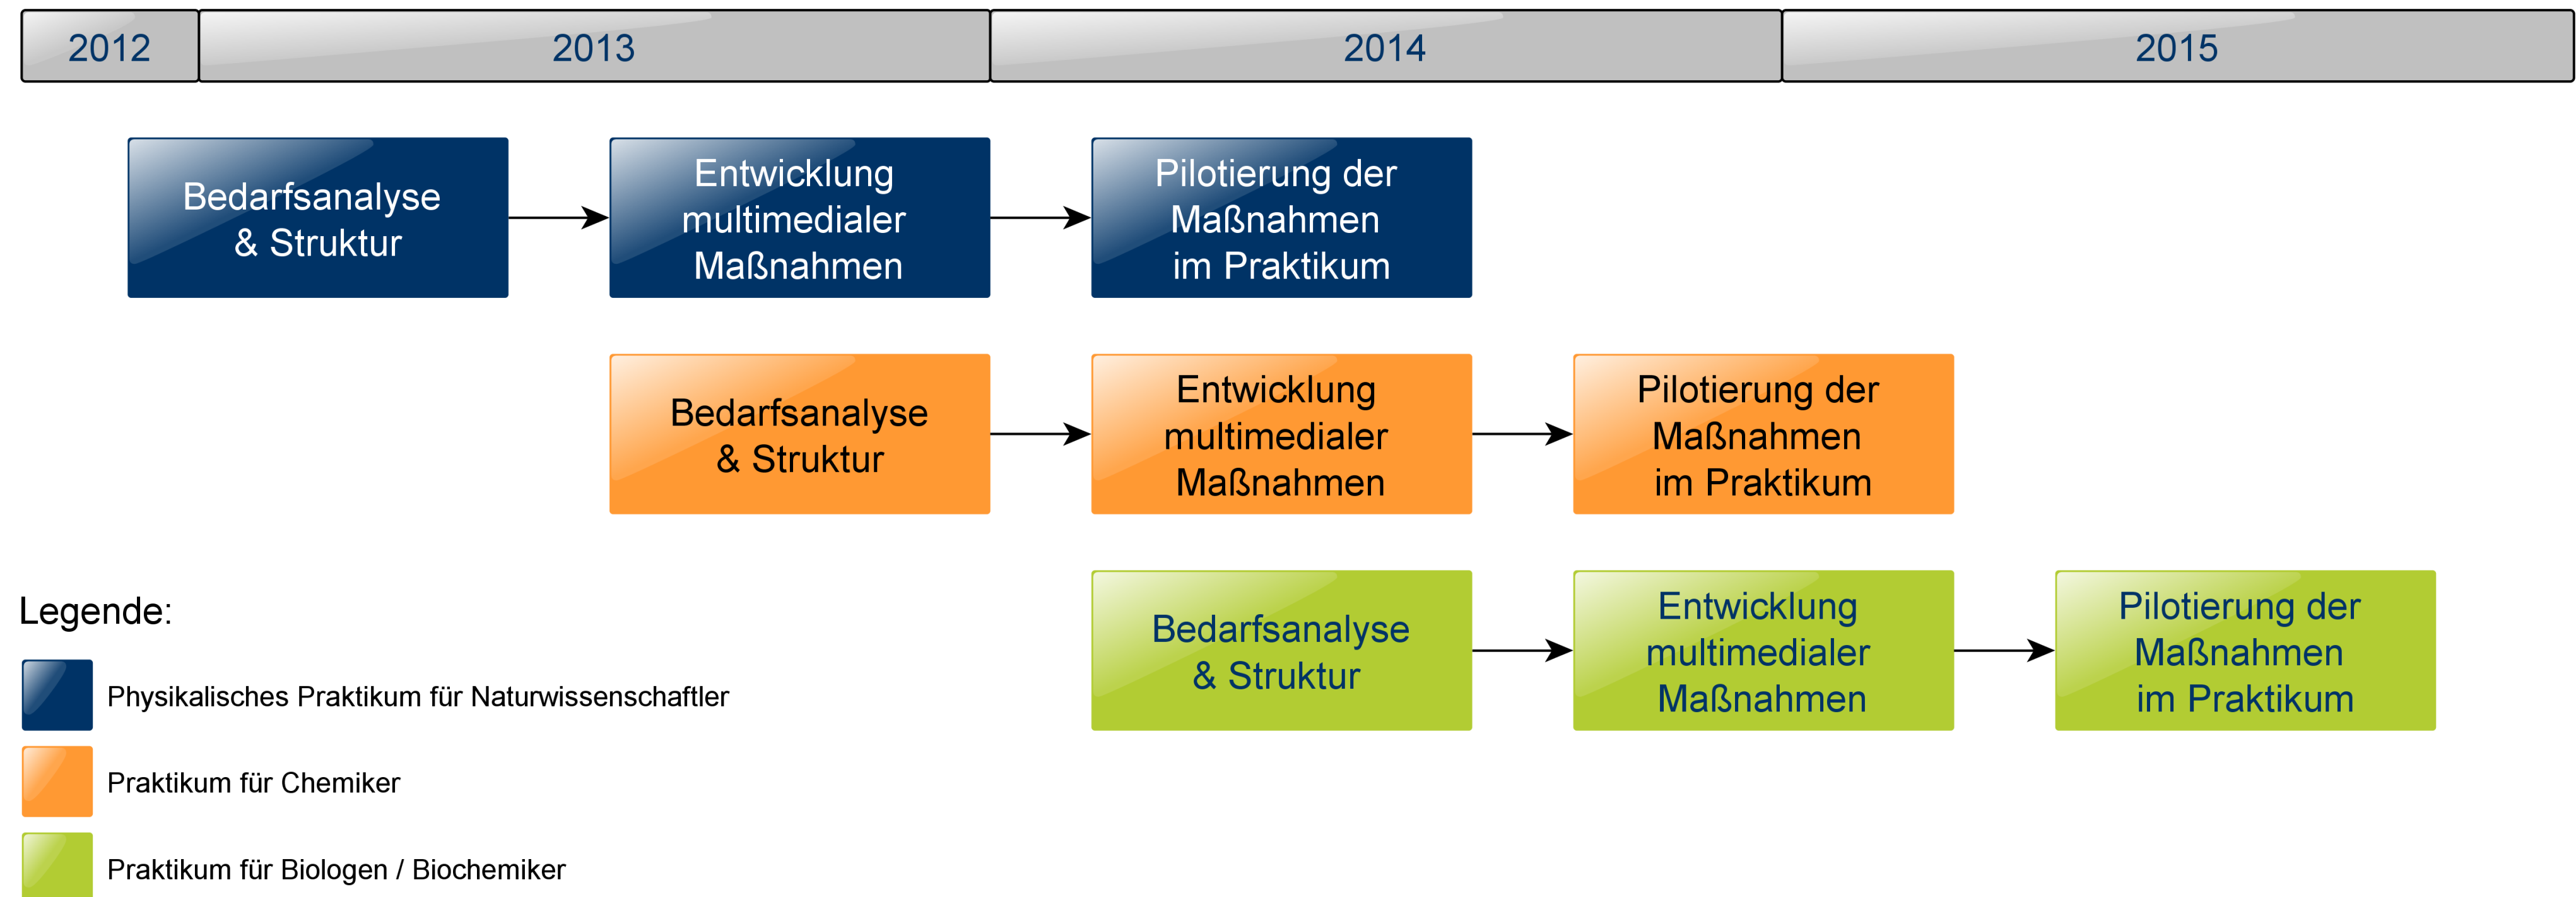 2012
2013
2014
2015
Bedarfsanalyse
& Struktur
Entwicklung
multimedialer
Maßnahmen
Pilotierung der
Maßnahmen
im Praktikum
Bedarfsanalyse
& Struktur
Entwicklung
multimedialer
Maßnahmen
Pilotierung der
Maßnahmen
im Praktikum
Bedarfsanalyse
& Struktur
Entwicklung
multimedialer
Maßnahmen
Pilotierung der
Maßnahmen
im Praktikum
Legende:
Physikalisches Praktikum für Naturwissenschaftler
Praktikum für Chemiker
Praktikum für Biologen / Biochemiker